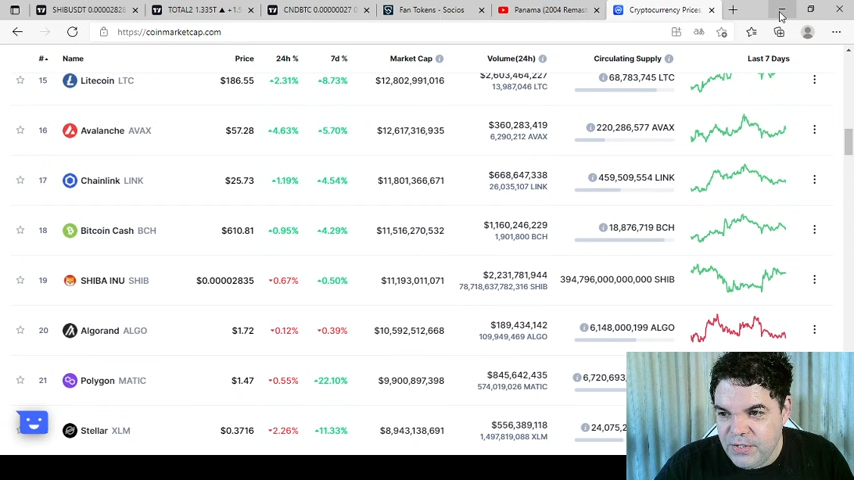 SHIBUSDT 0.00002828
TOTAL2 1.335T ▲ +1.5
CNDBTC 0.00000027 0
Fan Tokens - Socios
Panama (2004 Remast
Cryptocurrency Prices
https://coinmarketcap.com
# Name Price 24h % 7d % Market Cap Volume(24h) Circulating Supply Last 7 Days
15 Litecoin LTC $186.55 2.31% 8.73% $12,802,991,016 $2,603,464,227 68,783,745 LTC
13,987,046 LTC
16 Avalanche AVAX $57.28 4.63% 5.70% $12,617,316,935 $360,283,419 220,286,577 AVAX
6,290,212 AVAX
17 Chainlink LINK $25.73 1.19% 4.54% $11,801,366,671 $668,647,338 459,509,554 LINK
26,035,107 LINK
18 Bitcoin Cash BCH $610.81 0.95% 4.29% $11,516,270,532 $1,160,246,229 18,876,719 BCH
1,901,800 BCH
19 SHIBA INU SHIB $0.00002835 0.67% 0.50% $11,193,011,071 $2,231,781,944 394,796,000,000,000 SHIB
78,718,637,782,316 SHIB
20 Algorand ALGO $1.72 0.12% 0.39% $10,592,512,668 $189,434,142 6,148,000,199 ALGO
109,949,469 ALGO
21 Polygon MATIC $1.47 0.55% 22.10% $9,900,897,398 $845,642,435 6,720,693,
574,019,026 MATIC
Stellar XLM $0.3716 2.26% 11.33% $8,943,138,691 $556,389,118 24,075,2
1,497,819,088 XLM